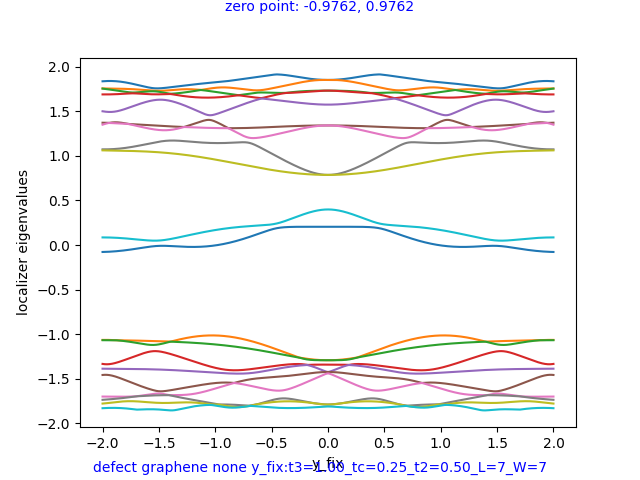 zero point: -0.9762, 0.9762
2.0
1.5
1.0
0.5
0.0
−0.5
−1.0
−1.5
−2.0
localizer eigenvalues
−2.0 −1.5 −1.0 −0.5 0.0 0.5 1.0 1.5 2.0
y_fix
defect graphene none y_fix:t3=1.00_tc=0.25_t2=0.50_L=7_W=7